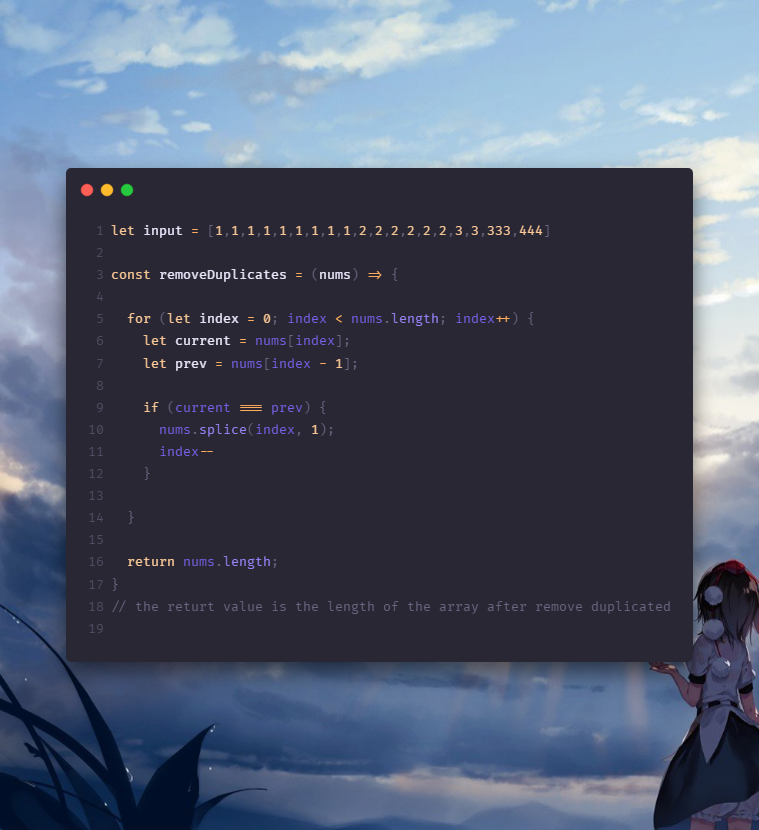 1 let input = [1,1,1,1,1,1,1,1,1,2,2,2,2,2,2,3,3,333,444]
2
3 const removeDuplicates = (nums) => {
4
5 for (let index = 0; index < nums.length; index++) {
6 let current = nums[index];
7 let prev = nums[index - 1];
8
9 if (current === prev) {
10 nums.splice(index, 1);
11 index--
12 }
13
14 }
15
16 return nums.length;
17 }
18 // the returt value is the length of the array after remove duplicated
19